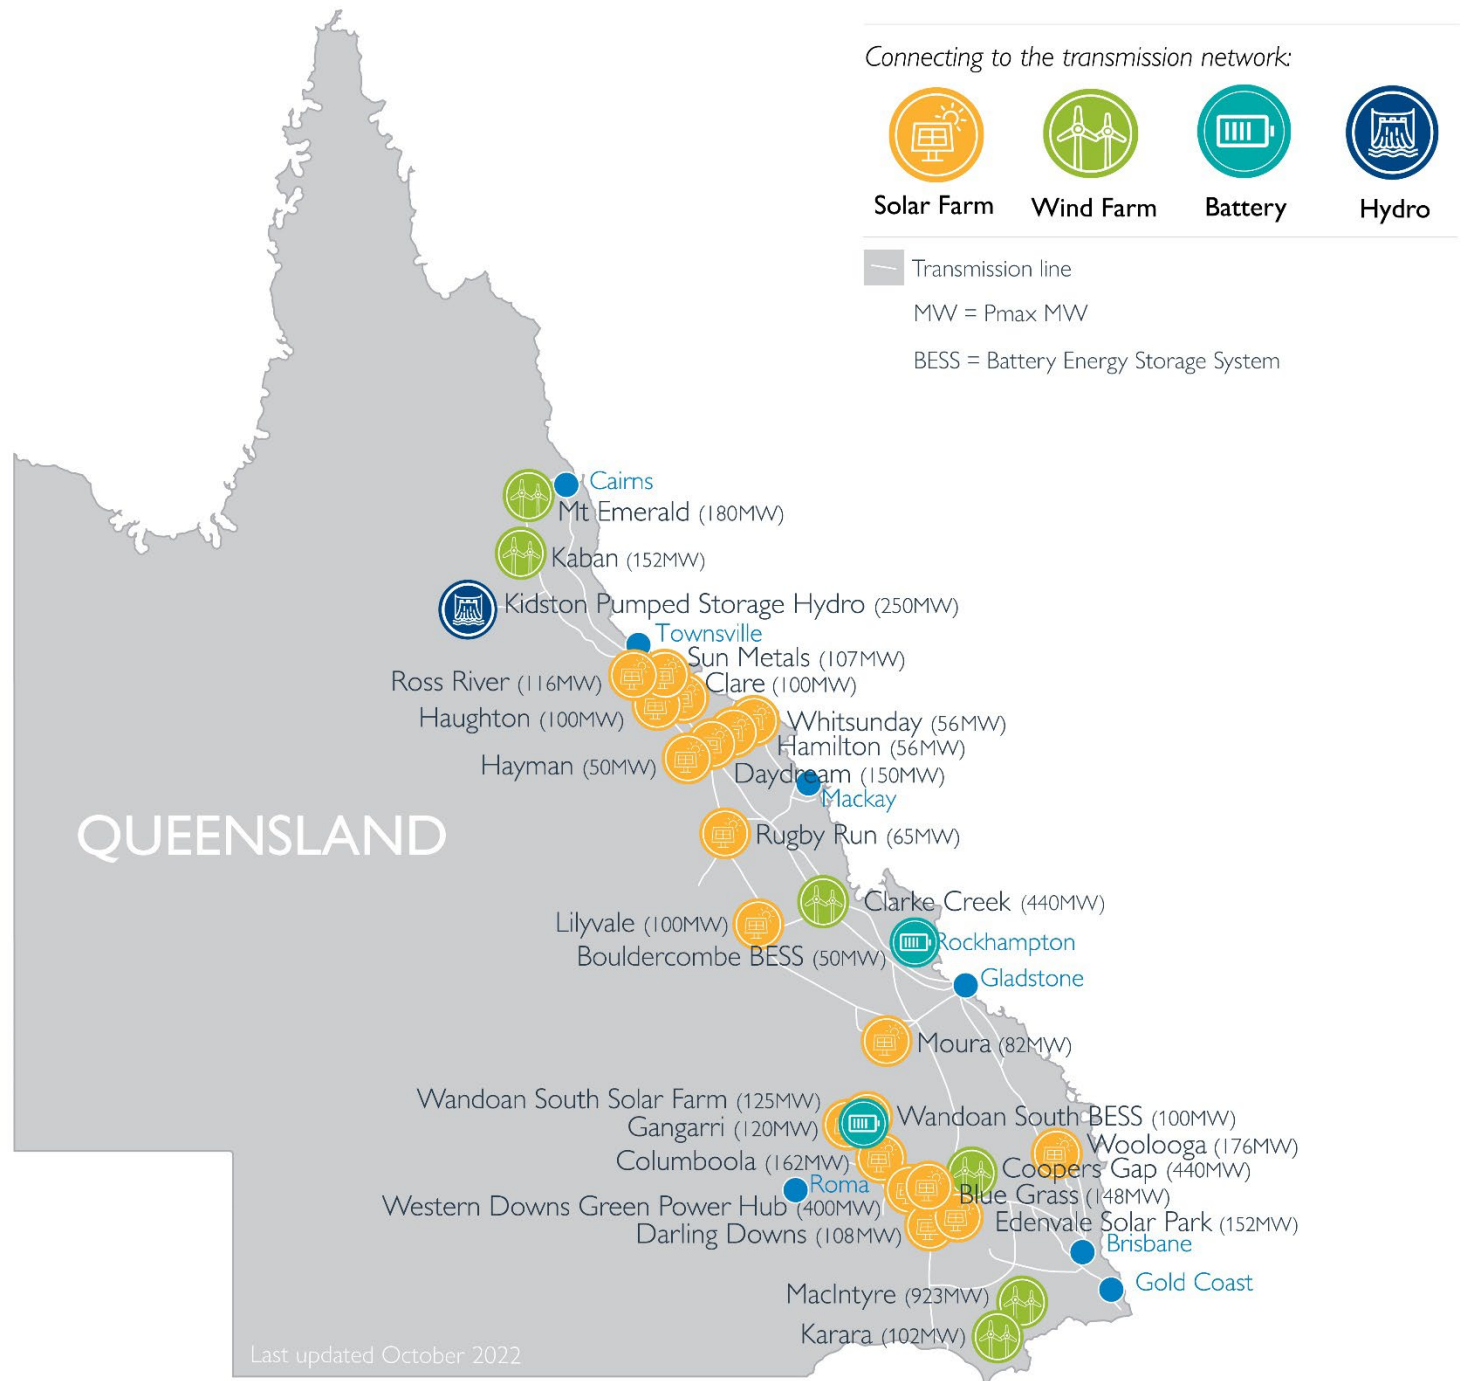 Connecting to the transmission network:
Solar Farm
Wind Farm
Battery
Hydro
Transmission line
MW = Pmax MW
BESS = Battery Energy Storage System
Cairns
Mt Emerald (180MW)
Kaban (152MW)
Kidston Pumped Storage Hydro (250MW)
Townsville
Sun Metals (107MW)
Ross River (116MW)
Clare (100MW)
Haughton (100MW)
Whitsunday (56MW)
Hamilton (56MW)
Hayman (50MW)
Daydream (150MW)
Mackay
QUEENSLAND
Rugby Run (65MW)
Clarke Creek (440MW)
Lilyvale (100MW)
Rockhampton
Bouldercombe BESS (50MW)
Gladstone
Moura (82MW)
Wandoan South Solar Farm (125MW)
Wandoan South BESS (100MW)
Gangarri (120MW)
Woolooga (176MW)
Columboola (162MW)
Coopers Gap (440MW)
Roma
Blue Grass (148MW)
Western Downs Green Power Hub (400MW)
Edenvale Solar Park (152MW)
Darling Downs (108MW)
Brisbane
Gold Coast
MacIntyre (923MW)
Karara (102MW)
Last updated October 2022